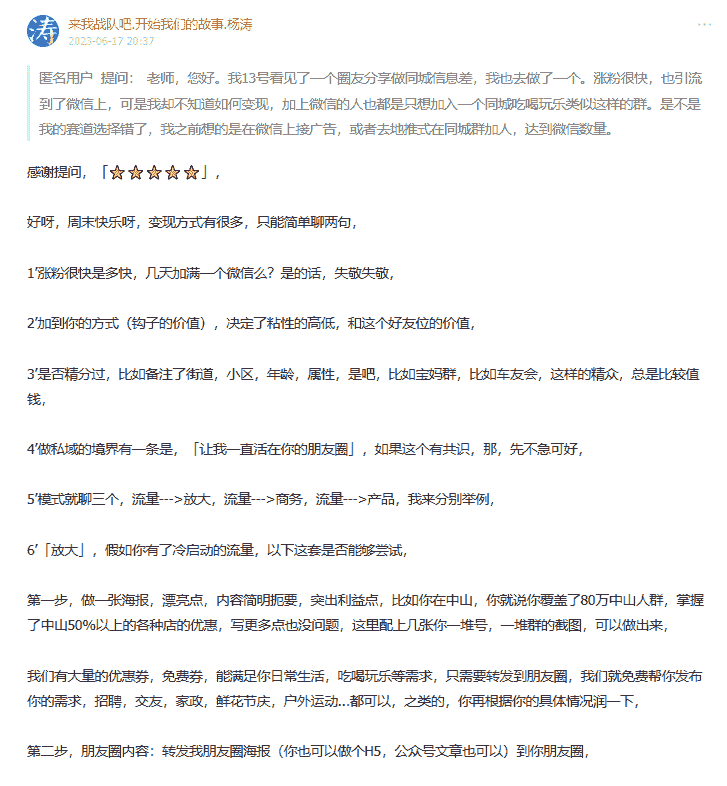 来我战队吧.开始我们的故事.杨涛
2023-06-17 20:37
匿名用户 提问： 老师，您好。我13号看见了一个圈友分享做同城信息差，我也去做了一个。涨粉很快，也引流
到了微信上，可是我却不知道如何变现，加上微信的人也都是只想加入一个同城吃喝玩乐类似这样的群。是不是
我的赛道选择错了，我之前想的是在微信上接广告，或者去地推式在同城群加人，达到微信数量。
感谢提问，「⭐⭐⭐⭐⭐」，
好呀，周末快乐呀，变现方式有很多，只能简单聊两句，
1’涨粉很快是多快，几天加满一个微信么？是的话，失敬失敬，
2’加到你的方式（钩子的价值），决定了粘性的高低，和这个好友位的价值，
3’是否精分过，比如备注了街道，小区，年龄，属性，是吧，比如宝妈群，比如车友会，这样的精众，总是比较值
钱，
4’做私域的境界有一条是，「让我一直活在你的朋友圈」，如果这个有共识，那，先不急可好，
5’模式就聊三个，流量--->放大，流量--->商务，流量--->产品，我来分别举例，
6’「放大」，假如你有了冷启动的流量，以下这套是否能够尝试，
第一步，做一张海报，漂亮点，内容简明扼要，突出利益点，比如你在中山，你就说你覆盖了80万中山人群，掌握
了中山50%以上的各种店的优惠，写更多点也没问题，这里配上几张你一堆号，一堆群的截图，可以做出来，
我们有大量的优惠券，免费券，能满足你日常生活，吃喝玩乐等需求，只需要转发到朋友圈，我们就免费帮你发布
你的需求，招聘，交友，家政，鲜花节庆，户外运动...都可以，之类的，你再根据你的具体情况润一下，
第二步，朋友圈内容：转发我朋友圈海报（你也可以做个H5，公众号文章也可以）到你朋友圈，